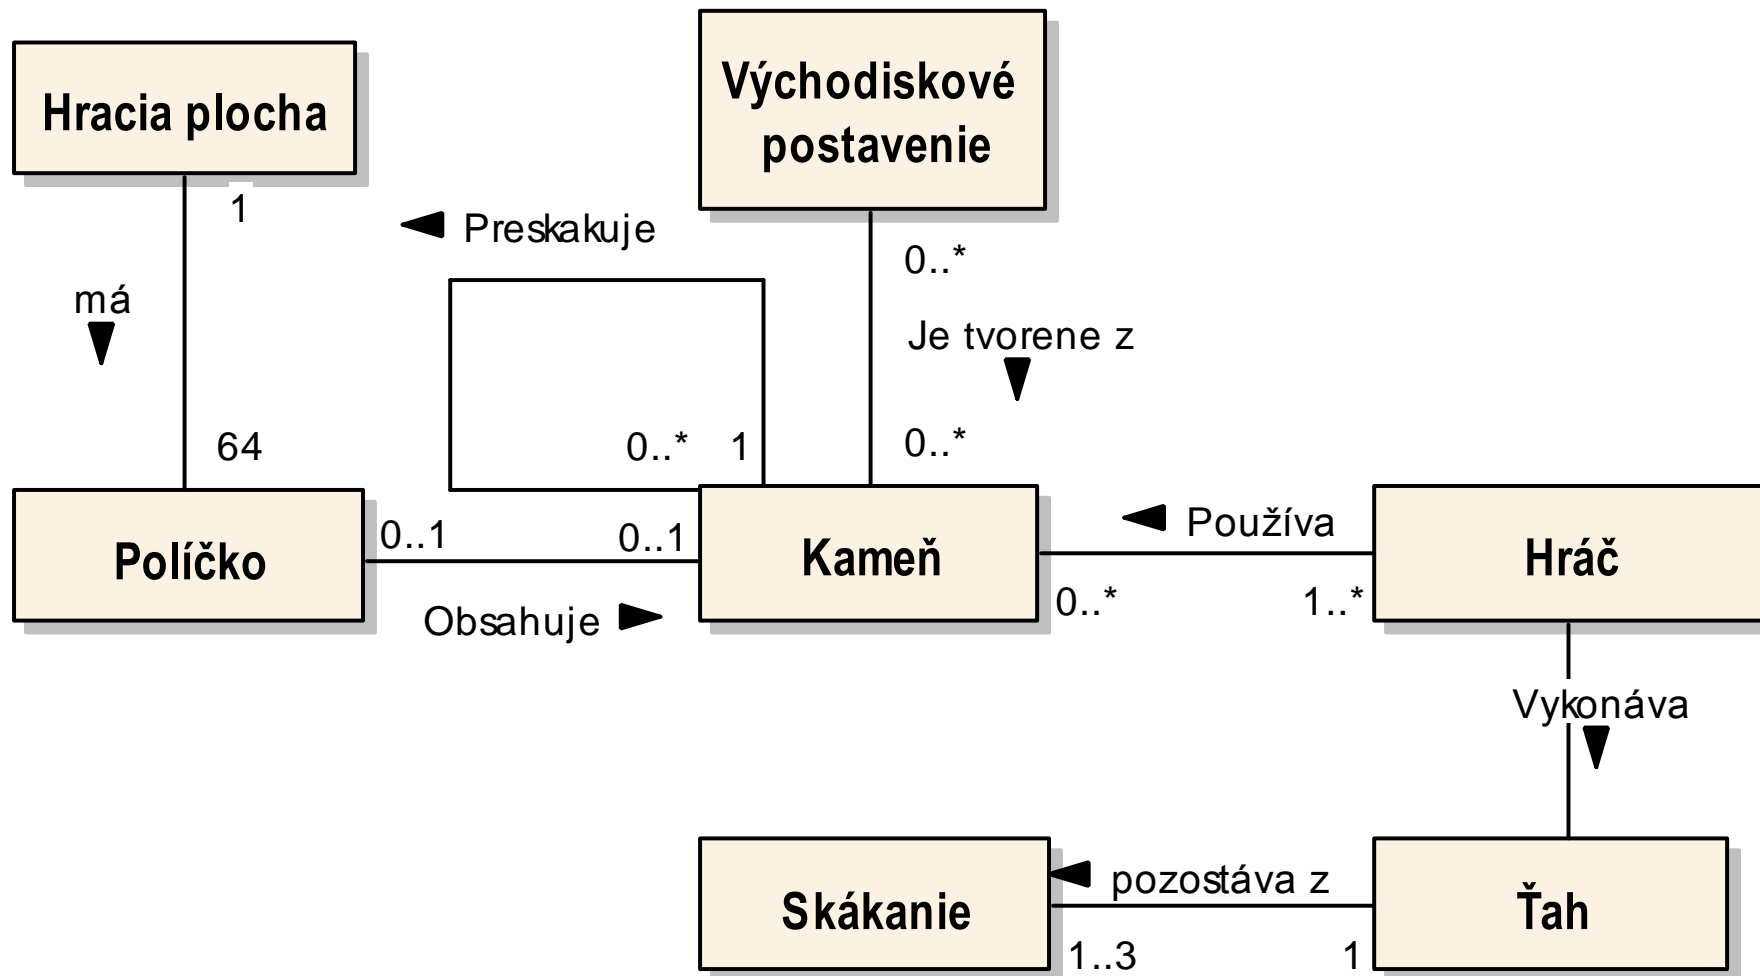 Hracia plocha
Východiskové
postavenie
1
Preskakuje
0..*
má
Je tvorene z
64
0..* 1
0..*
Políčko
0..1
0..1
Kameň
Používa
Hráč
0..*
1..*
Obsahuje
Vykonáva
Skákanie
pozostáva z
Ťah
1..3
1